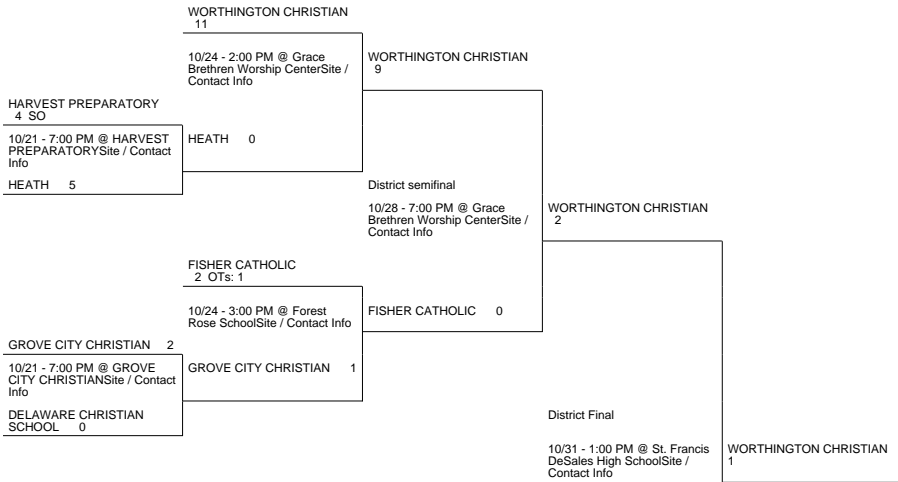 WORTHINGTON CHRISTIAN
11
10/24 - 2:00 PM @ Grace
Brethren Worship CenterSite /
Contact Info
WORTHINGTON CHRISTIAN
9
HARVEST PREPARATORY
4 SO
10/21 - 7:00 PM @ HARVEST
PREPARATORYSite / Contact
Info
HEATH 0
HEATH 5
District semifinal
10/28 - 7:00 PM @ Grace
Brethren Worship CenterSite /
Contact Info
WORTHINGTON CHRISTIAN
2
FISHER CATHOLIC
2 OTs: 1
10/24 - 3:00 PM @ Forest
Rose SchoolSite / Contact Info
FISHER CATHOLIC 0
GROVE CITY CHRISTIAN 2
10/21 - 7:00 PM @ GROVE
CITY CHRISTIANSite / Contact
Info
GROVE CITY CHRISTIAN 1
DELAWARE CHRISTIAN
SCHOOL 0
District Final
10/31 - 1:00 PM @ St. Francis
DeSales High SchoolSite /
Contact Info
WORTHINGTON CHRISTIAN
1